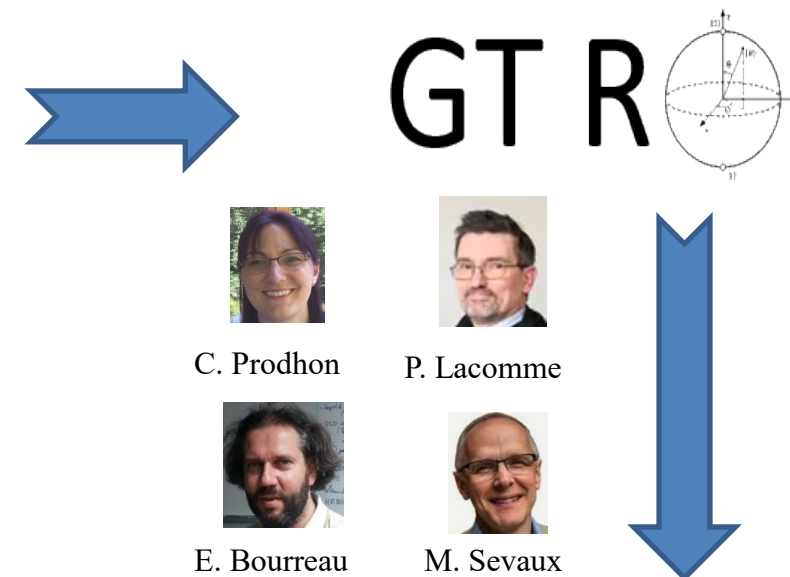 GT R
C. Prodhon
P. Lacomme
E. Bourreau
M. Sevaux